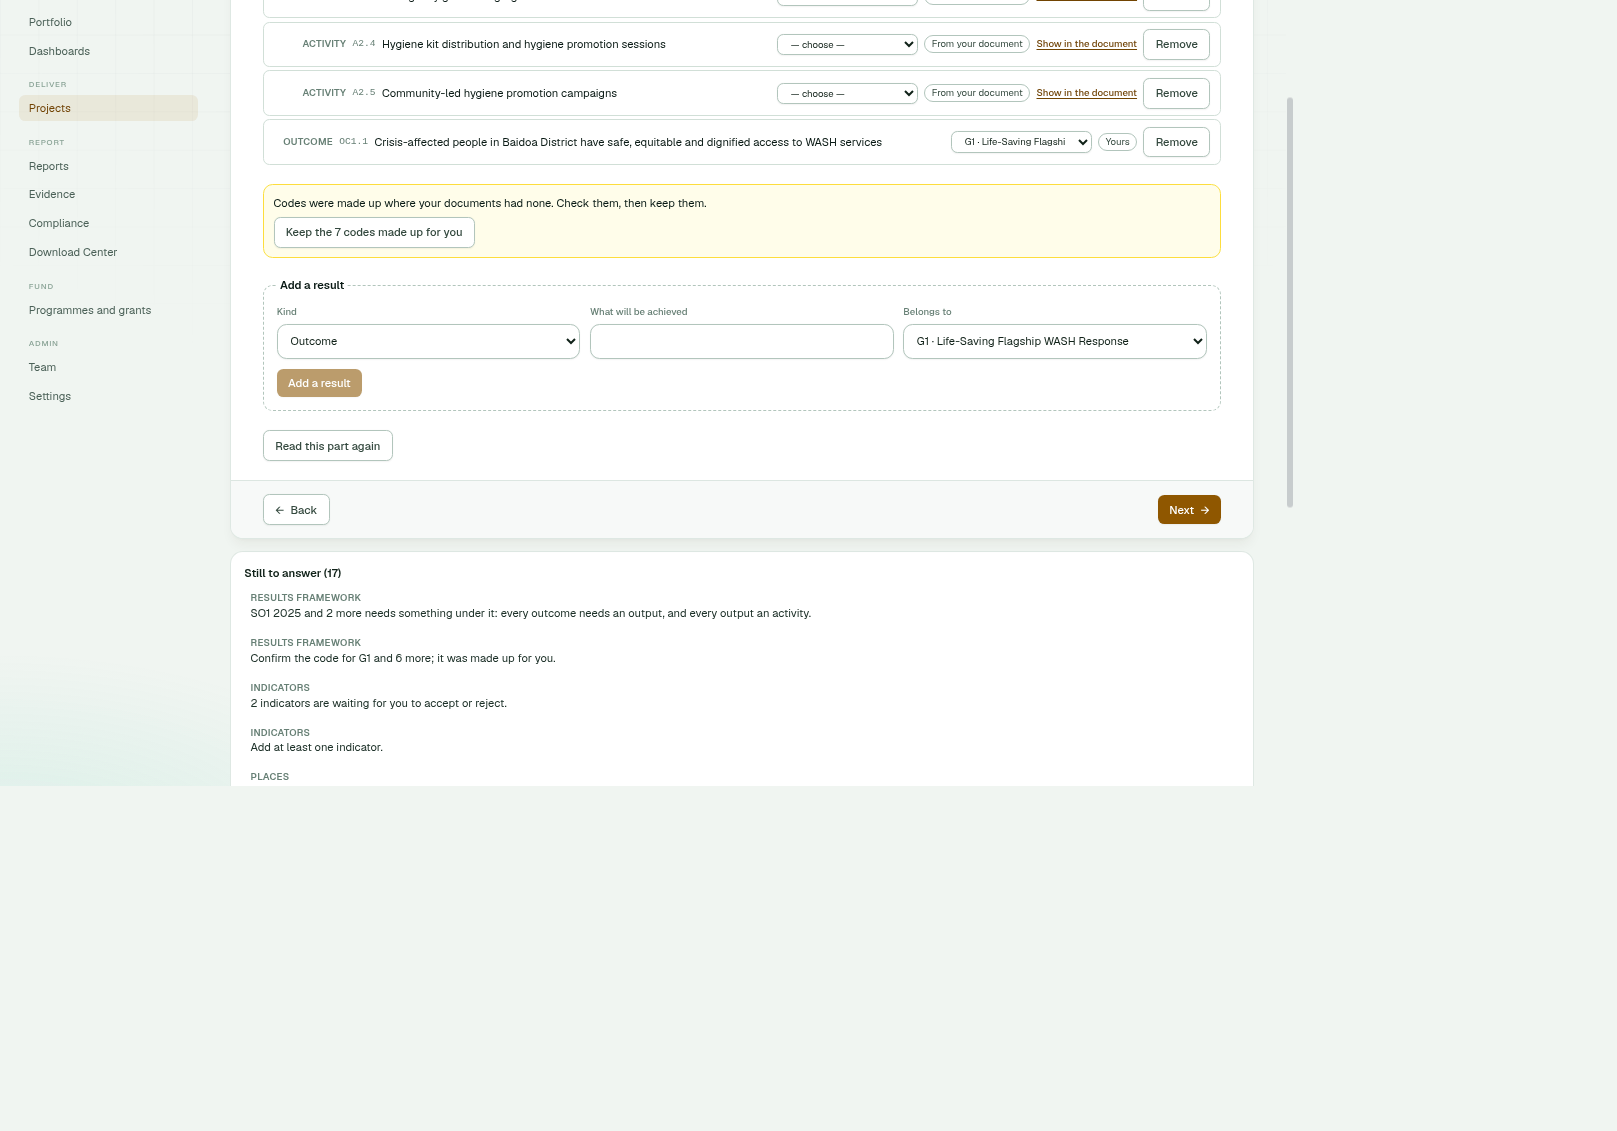 Portfolio
Dashboards
DELIVER
Projects
REPORT
Reports
Evidence
Compliance
Download Center
FUND
Programmes and grants
ADMIN
Team
Settings
ACTIVITY A2.4 Hygiene kit distribution and hygiene promotion sessions — choose — From your document Show in the document Remove
ACTIVITY A2.5 Community-led hygiene promotion campaigns — choose — From your document Show in the document Remove
OUTCOME OC1.1 Crisis-affected people in Baidoa District have safe, equitable and dignified access to WASH services G1 · Life-Saving Flagshi Yours Remove
Codes were made up where your documents had none. Check them, then keep them.
Keep the 7 codes made up for you
Add a result
Kind What will be achieved Belongs to
Outcome G1 · Life-Saving Flagship WASH Response
Add a result
Read this part again
← Back Next →
Still to answer (17)
RESULTS FRAMEWORK
SO1 2025 and 2 more needs something under it: every outcome needs an output, and every output an activity.
RESULTS FRAMEWORK
Confirm the code for G1 and 6 more; it was made up for you.
INDICATORS
2 indicators are waiting for you to accept or reject.
INDICATORS
Add at least one indicator.
PLACES